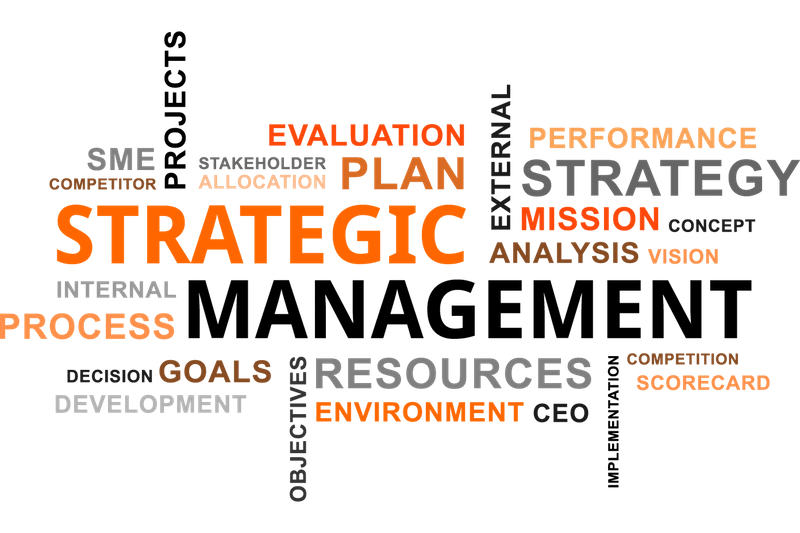 PROJECTS
EVALUATION
EXTERNAL
PERFORMANCE
SME
STAKEHOLDER
PLAN
STRATEGY
COMPETITOR
ALLOCATION
STRATEGIC
MISSION
CONCEPT
ANALYSIS
VISION
INTERNAL
MANAGEMENT
PROCESS
DECISION
GOALS
OBJECTIVES
RESOURCES
IMPLEMENTATION
COMPETITION
SCORECARD
DEVELOPMENT
ENVIRONMENT
CEO